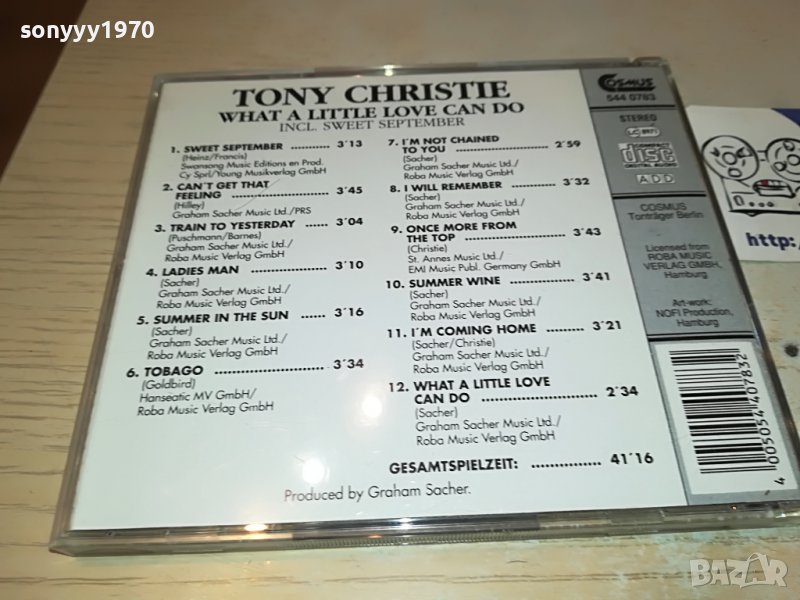 sonyyy1970
TONY CHRISTIE
WHAT A LITTLE LOVE CAN DO
INCL. SWEET SEPTEMBER
1. SWEET SEPTEMBER ............ 3´13
(Heinz/Francis)
Swansong Music Editions en Prod.
Cy Sprl/Young Musikverlag GmbH
2. CAN´T GET THAT
FEELING ............ 3´45
(Hilley)
Graham Sacher Music Ltd./PRS
3. TRAIN TO YESTERDAY ....... 3´04
(Puschmann/Barnes)
Graham Sacher Music Ltd./
Roba Music Verlag GmbH
4. LADIES MAN ................... 3´10
(Sacher)
Graham Sacher Music Ltd./
Roba Music Verlag GmbH
5. SUMMER IN THE SUN ...... 3´16
(Sacher)
Graham Sacher Music Ltd./
Roba Music Verlag GmbH
6. TOBAGO ................... 3´34
(Goldbird)
Hanseatic MV GmbH/
Roba Music Verlag GmbH
7. I´M NOT CHAINED
TO YOU ............ 2´59
(Sacher)
Graham Sacher Music Ltd./
Roba Music Verlag GmbH
8. I WILL REMEMBER ............ 3´32
(Sacher)
Graham Sacher Music Ltd./
Roba Music Verlag GmbH
9. ONCE MORE FROM
THE TOP ............ 3´43
(Christie)
St. Annes Music Ltd./
EMI Music Publ. Germany GmbH
10. SUMMER WINE ............ 3´41
(Sacher)
Graham Sacher Music Ltd./
Roba Music Verlag GmbH
11. I´M COMING HOME ......... 3´21
(Sacher/Christie)
Graham Sacher Music Ltd./
Roba Music Verlag GmbH
12. WHAT A LITTLE LOVE
CAN DO ............ 2´34
(Sacher)
Graham Sacher Music Ltd./
Roba Music Verlag GmbH
GESAMTSPIELZEIT: ............... 41´16
Produced by Graham Sacher.
COSMUS
544 0783
STEREO
LC 8971
COMPACT
disc
DIGITAL AUDIO
ADD
COSMUS
Tonträger Berlin
Licensed from
ROBA MUSIC
VERLAG GMBH,
Hamburg
Art-work:
NOFI Production,
Hamburg
4 005054 407832
http:/
BAZAR